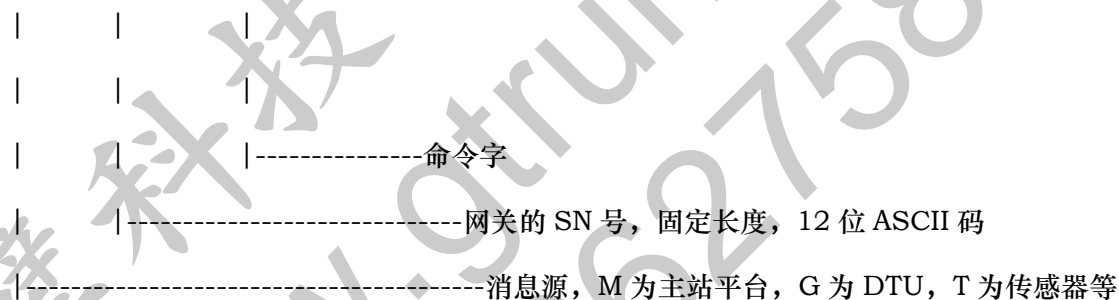 |          |             |
|          |             |
|          |             |---------------命令字
|          |------------------------------网关的 SN 号，固定长度，12 位 ASCII 码
|-----------------------------------------消息源，M 为主站平台，G 为 DTU，T 为传感器等